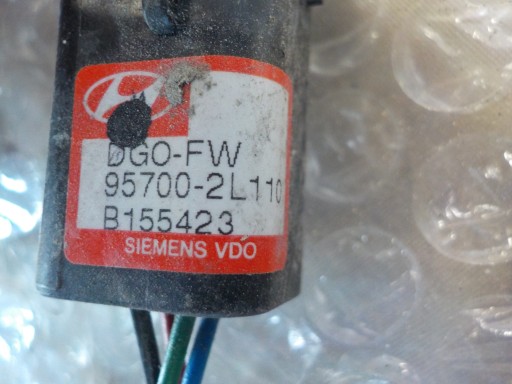 DGO-FW
95700-2L110
B155423
SIEMENS VDO